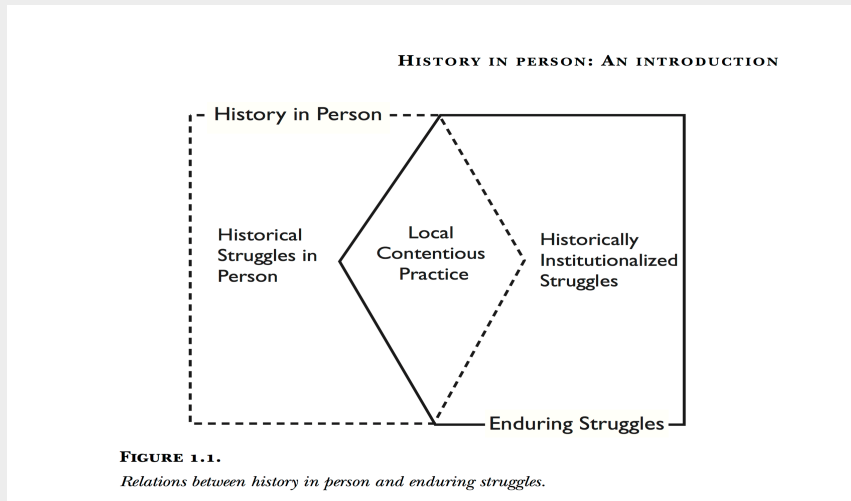 HISTORY IN PERSON: AN INTRODUCTION
History in Person
Historical
Struggles in
Person
Local
Contentious
Practice
Historically
Institutionalized
Struggles
Enduring Struggles
FIGURE 1.1.
Relations between history in person and enduring struggles.